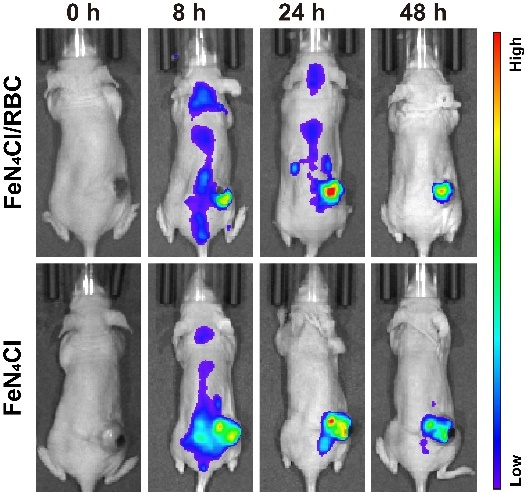 0 h 8 h 24 h 48 h
FeN₄Cl/RBC
FeN₄Cl
High
Low